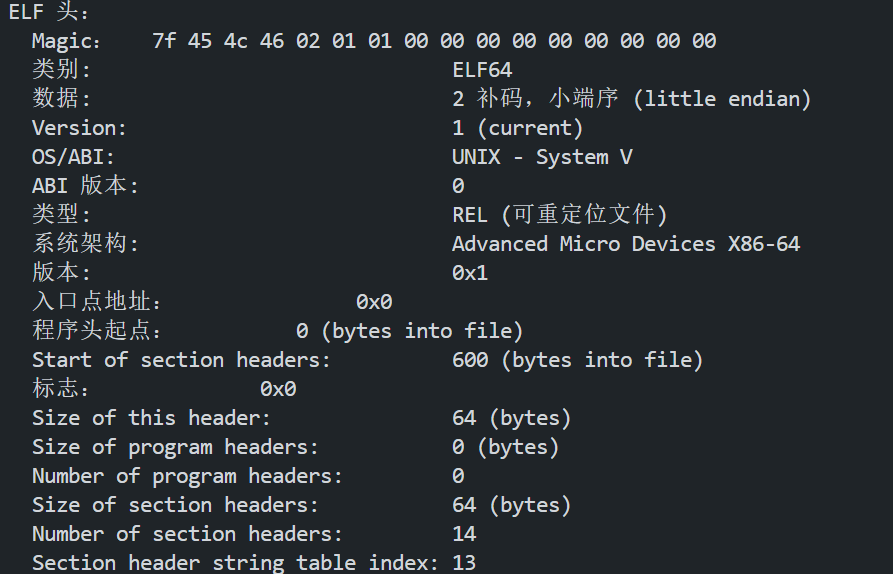 ELF 头：
Magic：  7f 45 4c 46 02 01 01 00 00 00 00 00 00 00 00 00
类别:                              ELF64
数据:                              2 补码，小端序 (little endian)
Version:                           1 (current)
OS/ABI:                            UNIX - System V
ABI 版本:                          0
类型:                              REL (可重定位文件)
系统架构:                          Advanced Micro Devices X86-64
版本:                              0x1
入口点地址：              0x0
程序头起点：          0 (bytes into file)
Start of section headers:          600 (bytes into file)
标志：             0x0
Size of this header:               64 (bytes)
Size of program headers:           0 (bytes)
Number of program headers:         0
Size of section headers:           64 (bytes)
Number of section headers:         14
Section header string table index: 13